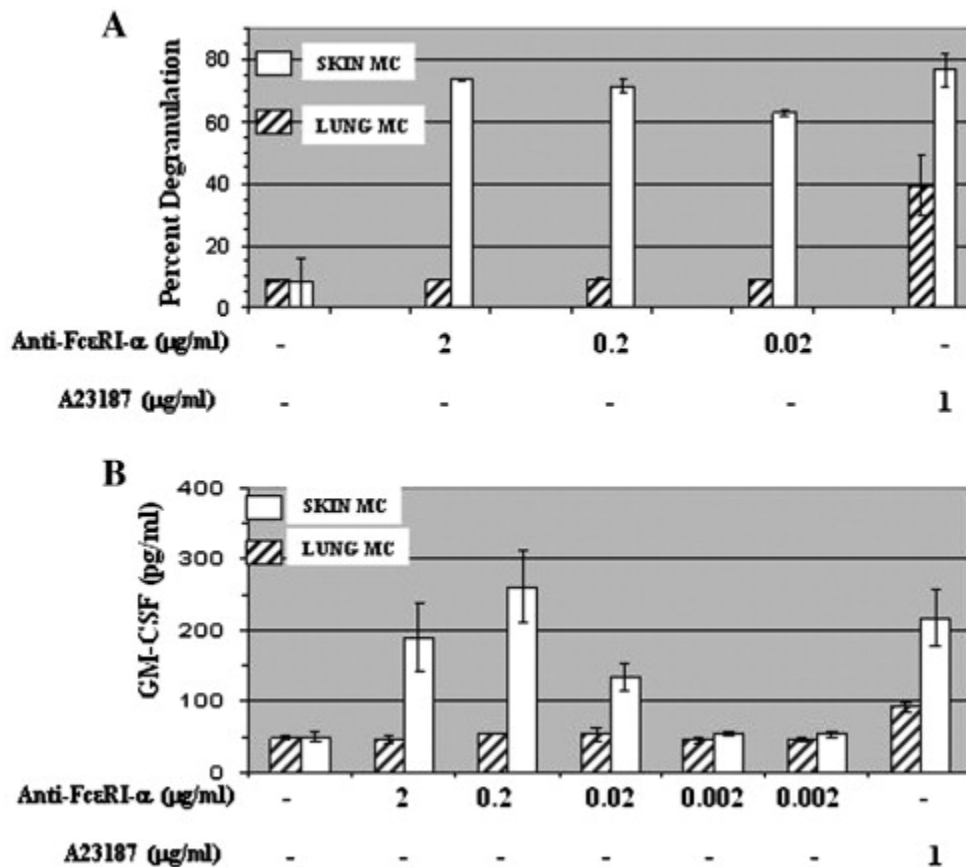 A
80
60
40
20
0
Percent Degranulation
SKIN MC
LUNG MC
Anti-FcεRI-α (μg/ml) - 2 0.2 0.02 -
A23187 (μg/ml) - - - - 1
B
400
300
200
100
0
GM-CSF (pg/ml)
SKIN MC
LUNG MC
Anti-FcεRI-α (μg/ml) - 2 0.2 0.02 0.002 0.002 -
A23187 (μg/ml) - - - - - - 1